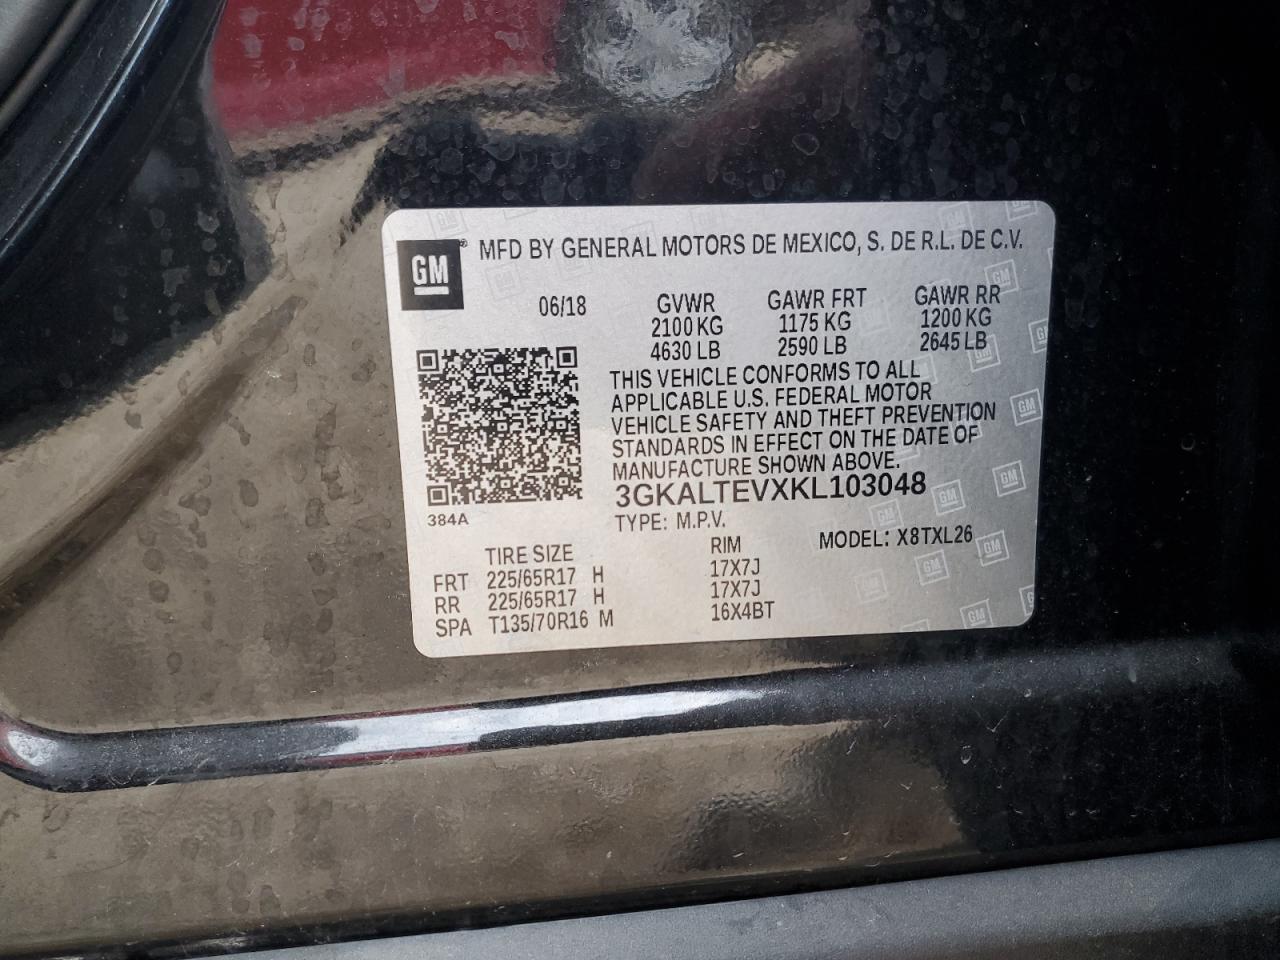 GM ® MFD BY GENERAL MOTORS DE MEXICO, S. DE R.L. DE C.V.
06/18 GVWR GAWR FRT GAWR RR
2100 KG 1175 KG 1200 KG
4630 LB 2590 LB 2645 LB
THIS VEHICLE CONFORMS TO ALL
APPLICABLE U.S. FEDERAL MOTOR
VEHICLE SAFETY AND THEFT PREVENTION
STANDARDS IN EFFECT ON THE DATE OF
MANUFACTURE SHOWN ABOVE.
3GKALTEVXKL103048
384A
TYPE: M.P.V. MODEL: X8TXL26
TIRE SIZE RIM
FRT 225/65R17 H 17X7J
RR 225/65R17 H 17X7J
SPA T135/70R16 M 16X4BT